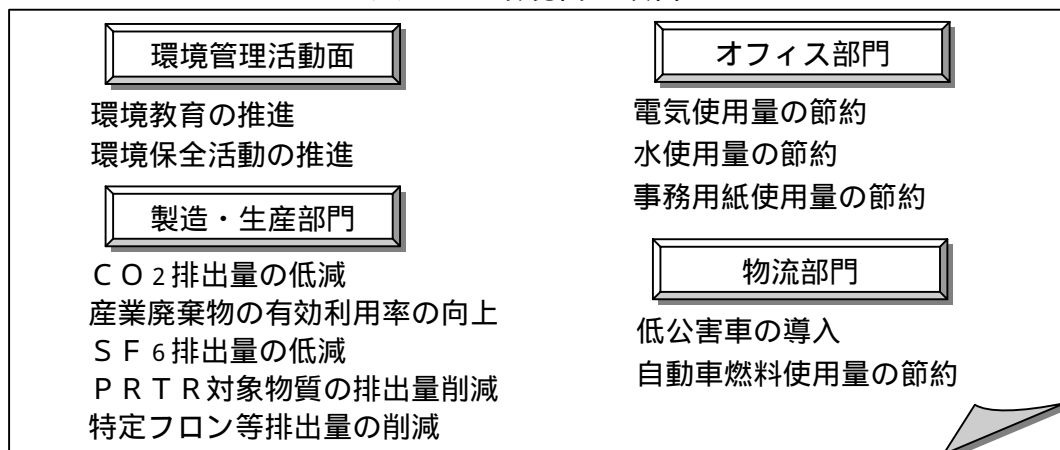 環境管理活動面
環境教育の推進
環境保全活動の推進
製造・生産部門
ＣＯ2排出量の低減
産業廃棄物の有効利用率の向上
ＳＦ6排出量の低減
ＰＲＴＲ対象物質の排出量削減
特定フロン等排出量の削減
オフィス部門
電気使用量の節約
水使用量の節約
事務用紙使用量の節約
物流部門
低公害車の導入
自動車燃料使用量の節約